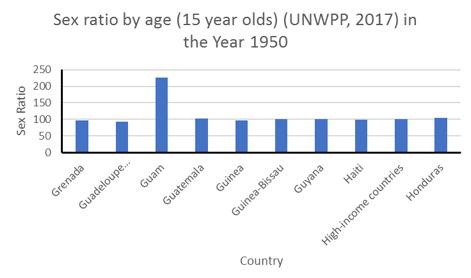 Sex ratio by age (15 year olds) (UNWPP, 2017) in
the Year 1950
250
200
150
100
50
0
Sex Ratio
Grenada
Guadeloupe...
Guam
Guatemala
Guinea
Guinea-Bissau
Guyana
Haiti
High-income countries
Honduras
Country